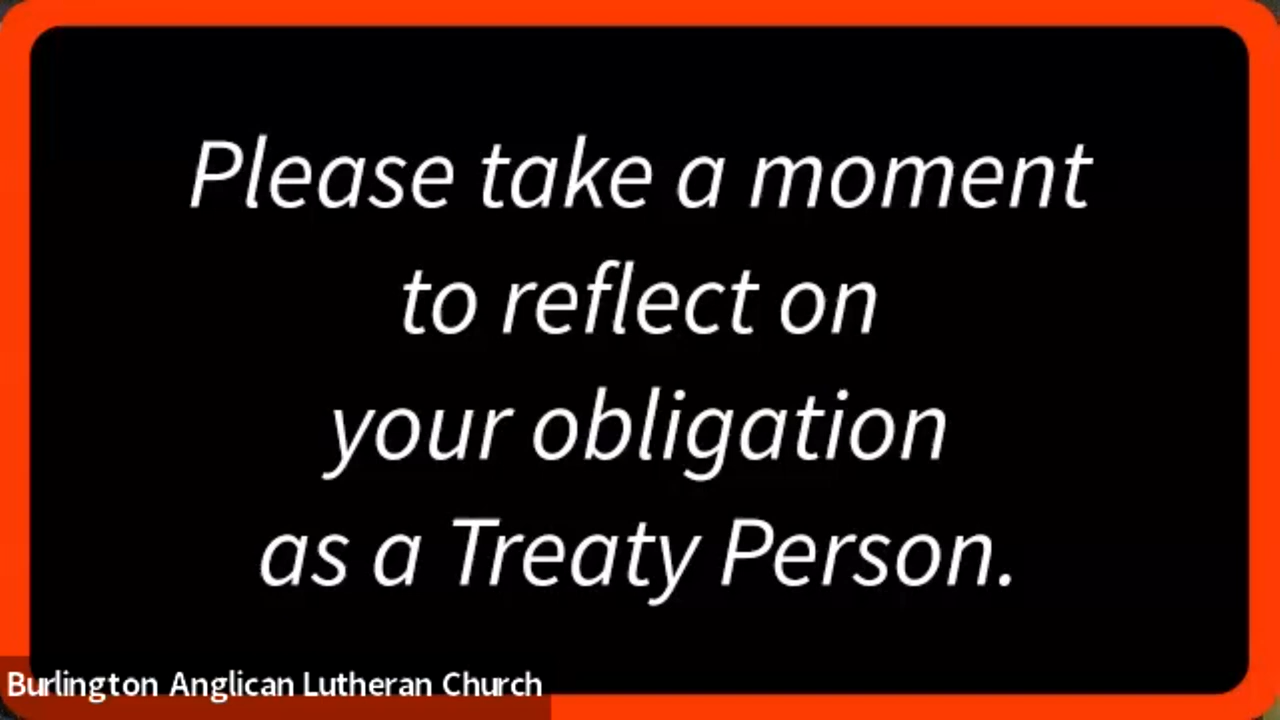 Please take a moment
to reflect on
your obligation
as a Treaty Person.
Burlington Anglican Lutheran Church